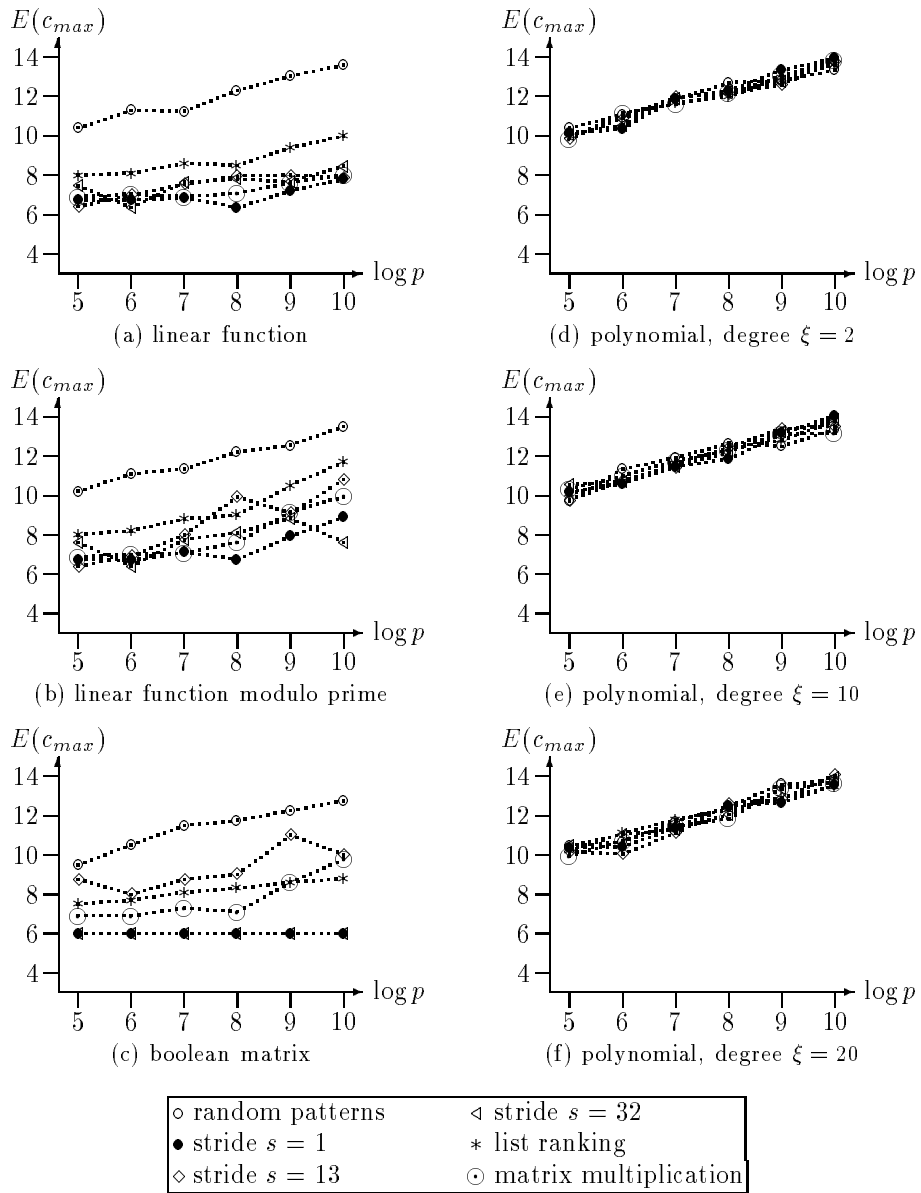 E(c_max)
14
12
10
8
6
4
log p
5 6 7 8 9 10
(a) linear function
E(c_max)
14
12
10
8
6
4
log p
5 6 7 8 9 10
(d) polynomial, degree ξ = 2
E(c_max)
14
12
10
8
6
4
log p
5 6 7 8 9 10
(b) linear function modulo prime
E(c_max)
14
12
10
8
6
4
log p
5 6 7 8 9 10
(e) polynomial, degree ξ = 10
E(c_max)
14
12
10
8
6
4
log p
5 6 7 8 9 10
(c) boolean matrix
E(c_max)
14
12
10
8
6
4
log p
5 6 7 8 9 10
(f) polynomial, degree ξ = 20
random patterns
stride s = 1
stride s = 13
stride s = 32
list ranking
matrix multiplication